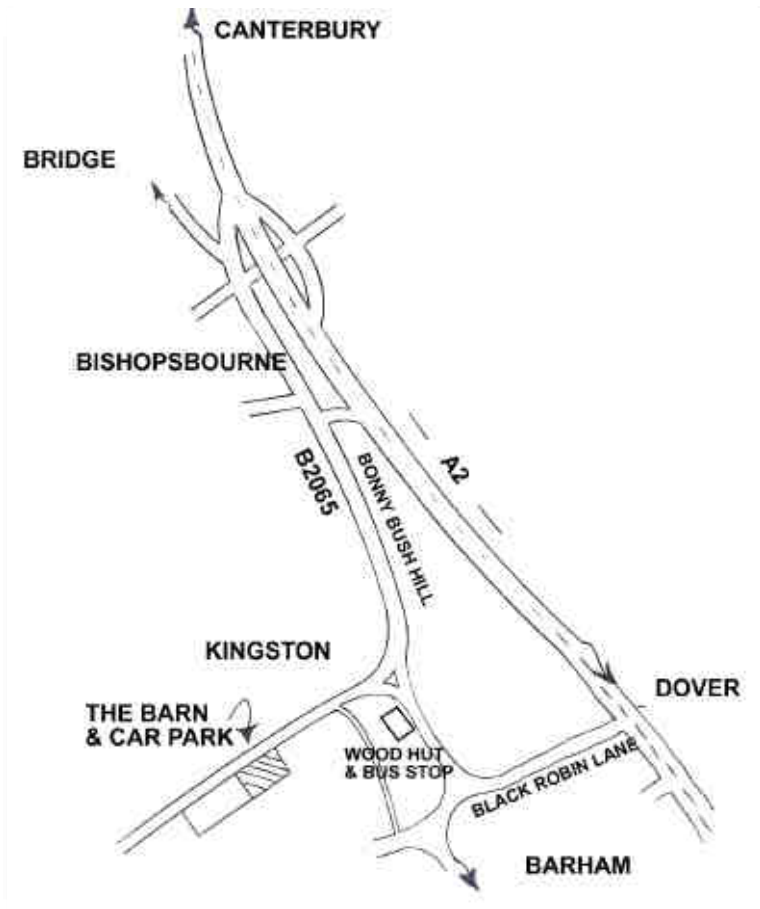 CANTERBURY
BRIDGE
BISHOPSBOURNE
A2
B2065
BONNY BUSH HILL
KINGSTON
DOVER
THE BARN
& CAR PARK
WOOD HUT
& BUS STOP
BLACK ROBIN LANE
BARHAM